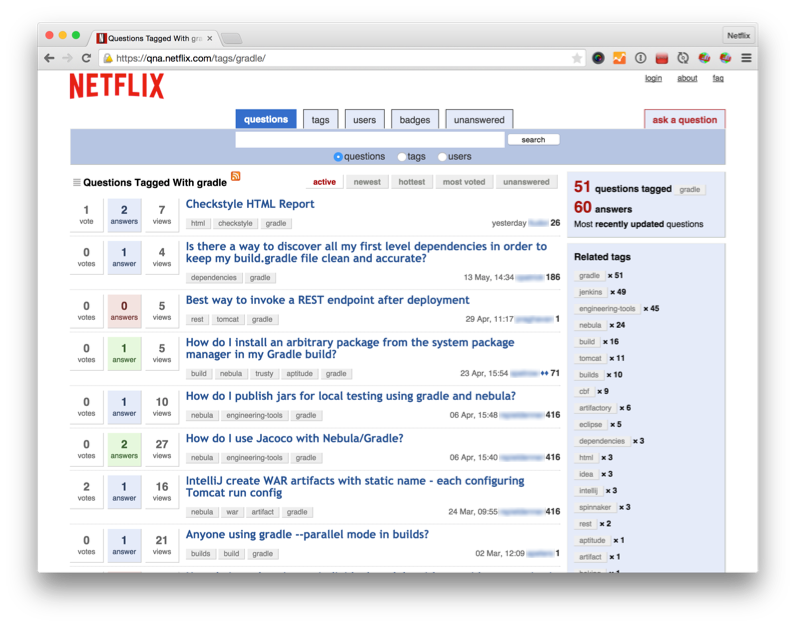 Questions Tagged With gra
Netflix
https://qna.netflix.com/tags/gradle/
NETFLIX
login about faq
questions tags users badges unanswered ask a question
search
questions tags users
Questions Tagged With gradle
active newest hottest most voted unanswered
1 vote 2 answers 7 views
Checkstyle HTML Report
html checkstyle gradle
yesterday 26
0 votes 1 answer 4 views
Is there a way to discover all my first level dependencies in order to
keep my build.gradle file clean and accurate?
dependencies gradle
13 May, 14:34 186
0 votes 0 answers 5 views
Best way to invoke a REST endpoint after deployment
rest tomcat gradle
29 Apr, 11:17 1
0 votes 1 answer 5 views
How do I install an arbitrary package from the system package
manager in my Gradle build?
build nebula trusty aptitude gradle
23 Apr, 15:54 ♦♦ 71
0 votes 1 answer 10 views
How do I publish jars for local testing using gradle and nebula?
nebula engineering-tools gradle
06 Apr, 15:48 416
0 votes 2 answers 27 views
How do I use Jacoco with Nebula/Gradle?
nebula engineering-tools gradle
06 Apr, 15:40 416
2 votes 1 answer 16 views
IntelliJ create WAR artifacts with static name - each configuring
Tomcat run config
nebula war artifact gradle
24 Mar, 09:55 416
0 votes 1 answer 21 views
Anyone using gradle --parallel mode in builds?
builds build gradle
02 Mar, 12:09 1
51 questions tagged gradle
60 answers
Most recently updated questions
Related tags
gradle × 51
jenkins × 49
engineering-tools × 45
nebula × 24
build × 16
tomcat × 11
builds × 10
cbf × 9
artifactory × 6
eclipse × 5
dependencies × 3
html × 3
idea × 3
intellij × 3
spinnaker × 3
rest × 2
aptitude × 1
artifact × 1